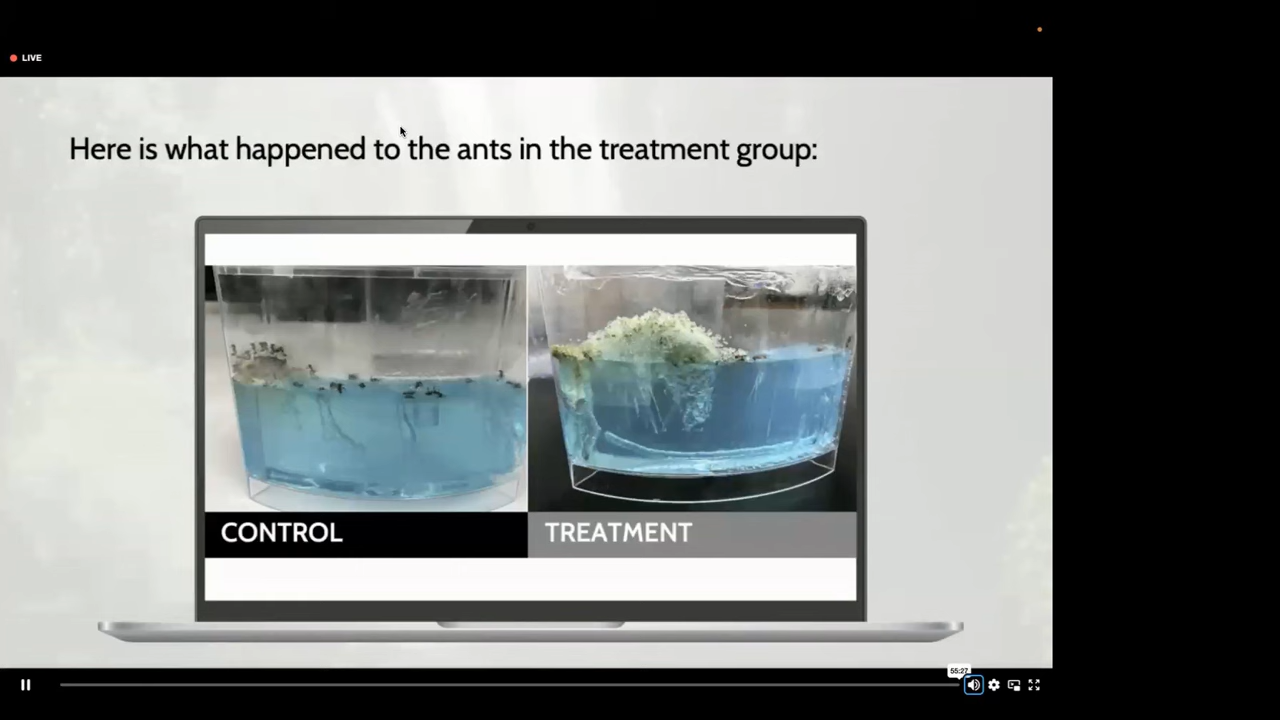 LIVE
Here is what happened to the ants in the treatment group:
CONTROL
TREATMENT
55:27